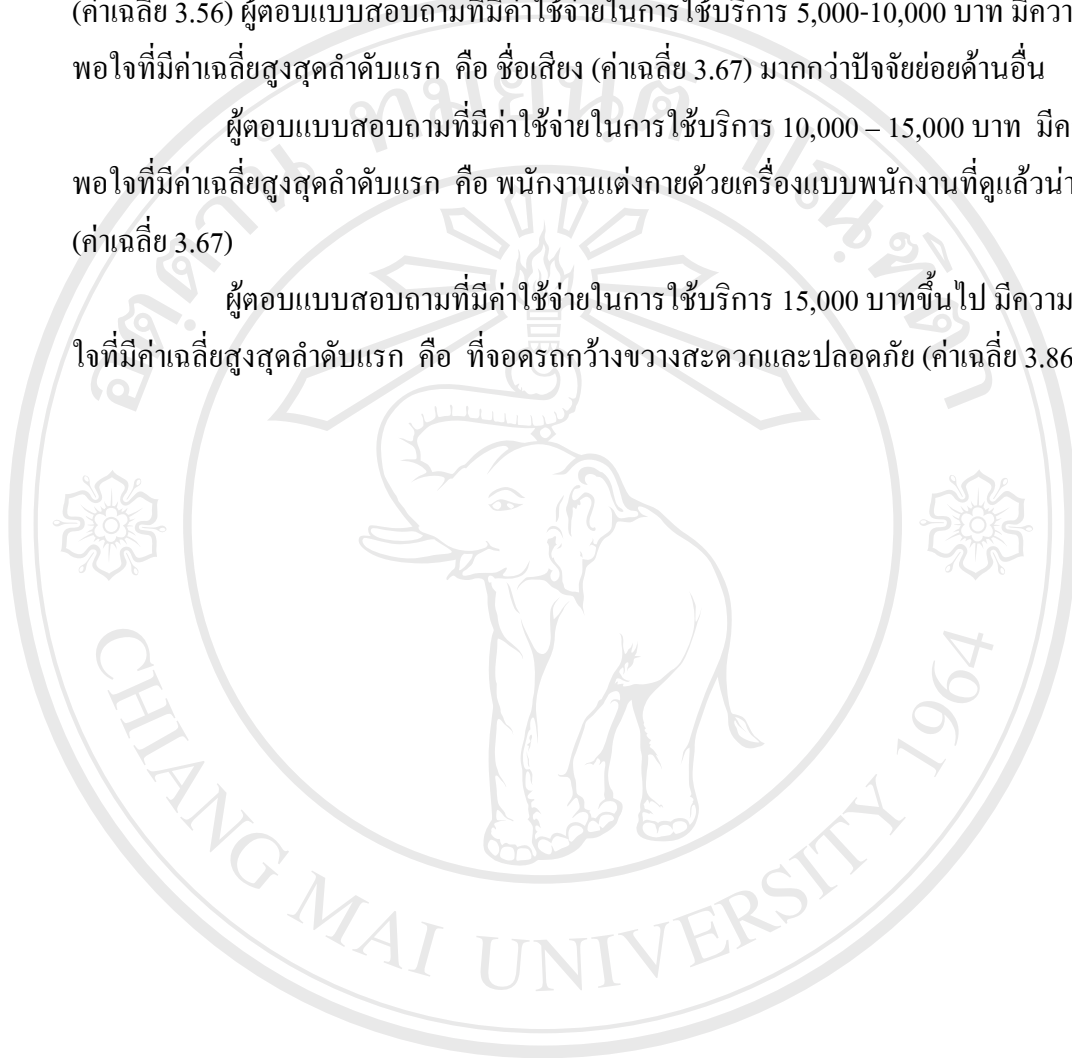 (ค่าเฉลี่ย 3.56) ผู้ตอบแบบสอบถามที่มีค่าใช้จ่ายในการใช้บริการ 5,000-10,000 บาท มีควา
พอใจที่มีค่าเฉลี่ยสูงสุดลำดับแรก คือ ชื่อเสียง (ค่าเฉลี่ย 3.67) มากกว่าปัจจัยย่อยด้านอื่น
ผู้ตอบแบบสอบถามที่มีค่าใช้จ่ายในการใช้บริการ 10,000 – 15,000 บาท มีค
พอใจที่มีค่าเฉลี่ยสูงสุดลำดับแรก คือ พนักงานแต่งกายด้วยเครื่องแบบพนักงานที่ดูแล้วน่า
(ค่าเฉลี่ย 3.67)
ผู้ตอบแบบสอบถามที่มีค่าใช้จ่ายในการใช้บริการ 15,000 บาทขึ้นไป มีความ
ใจที่มีค่าเฉลี่ยสูงสุดลำดับแรก คือ ที่จอดรถกว้างขวางสะดวกและปลอดภัย (ค่าเฉลี่ย 3.86
อตฺตานํ ทมยนฺติ ปณฺฑิตา
CHIANG MAI UNIVERSITY 1964